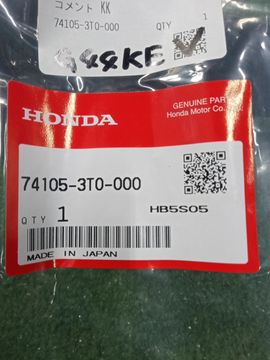 コメント KK
74105-3T0-000 QTY 1
HONDA
GENUINE PARTS
Honda Motor Co.,
74105-3T0-000
QTY 1
HB5S05
MADE IN JAPAN